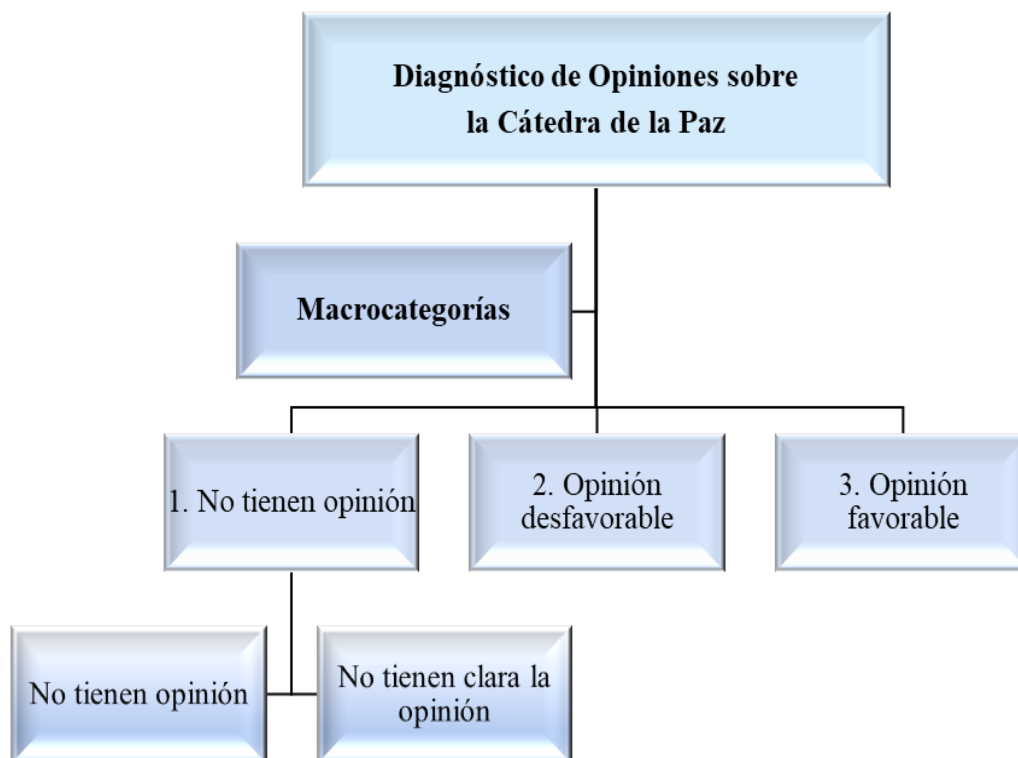 Diagnóstico de Opiniones sobre
la Cátedra de la Paz
Macrocategorías
1. No tienen opinión
2. Opinión
desfavorable
3. Opinión
favorable
No tienen opinión
No tienen clara la
opinión